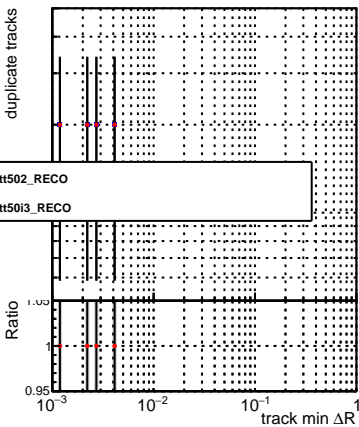 duplicate tracks
tt502_RECO
tt50i3_RECO
Ratio
1.05
1
0.95
10⁻³ 10⁻² 10⁻¹ 1
track min ΔR